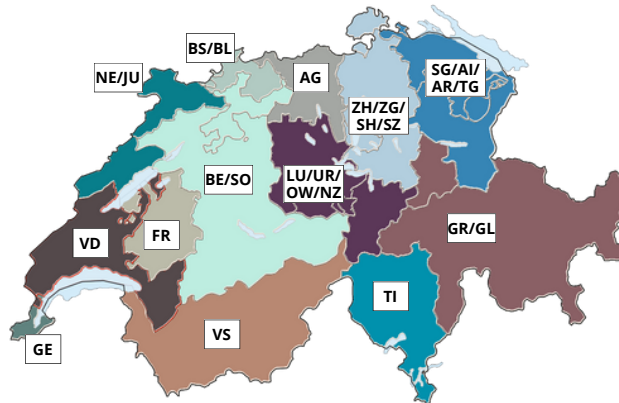 BS/BL
NE/JU
AG
SG/AI/
AR/TG
ZH/ZG/
SH/SZ
BE/SO
LU/UR/
OW/NZ
VD
FR
GR/GL
TI
VS
GE